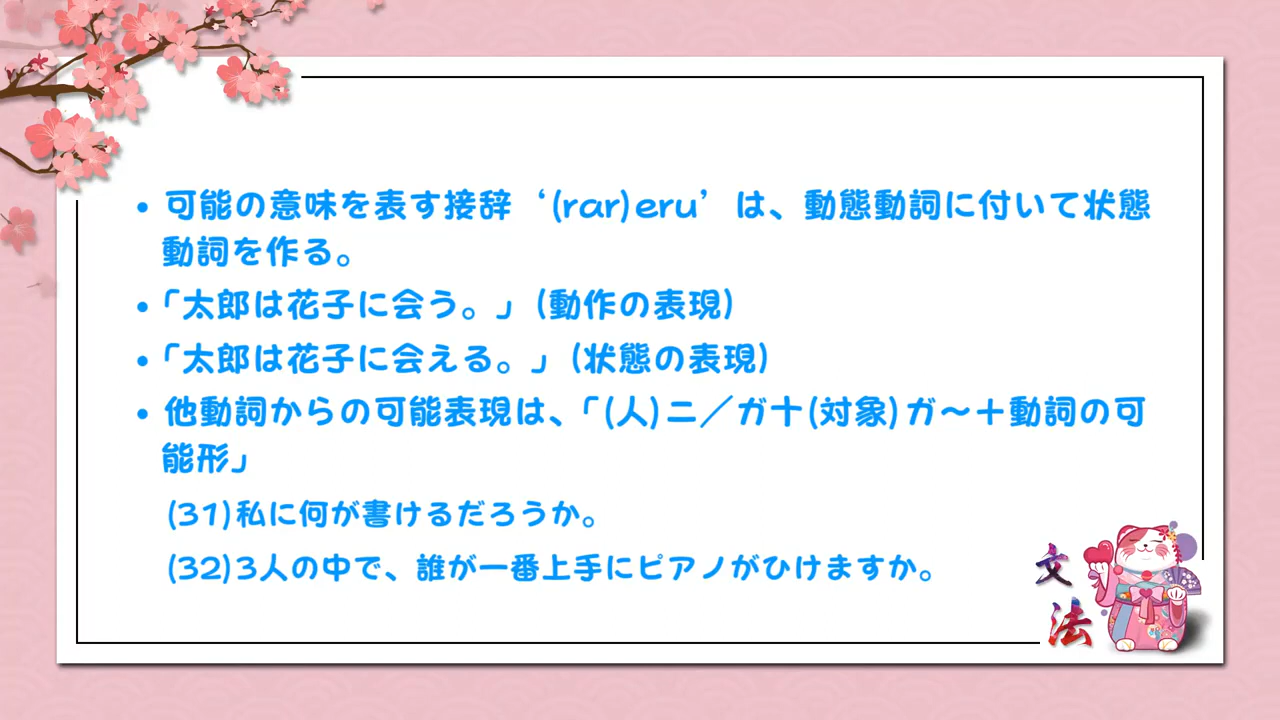 • 可能の意味を表す接辞‘(rar)eru’は、動態動詞に付いて状態
動詞を作る。
•「太郎は花子に会う。」(動作の表現)
•「太郎は花子に会える。」(状態の表現)
• 他動詞からの可能表現は、「(人)ニ／ガ十(対象)ガ～＋動詞の可
能形」
(31)私に何が書けるだろうか。
(32)3人の中で、誰が一番上手にピアノがひけますか。
文
法